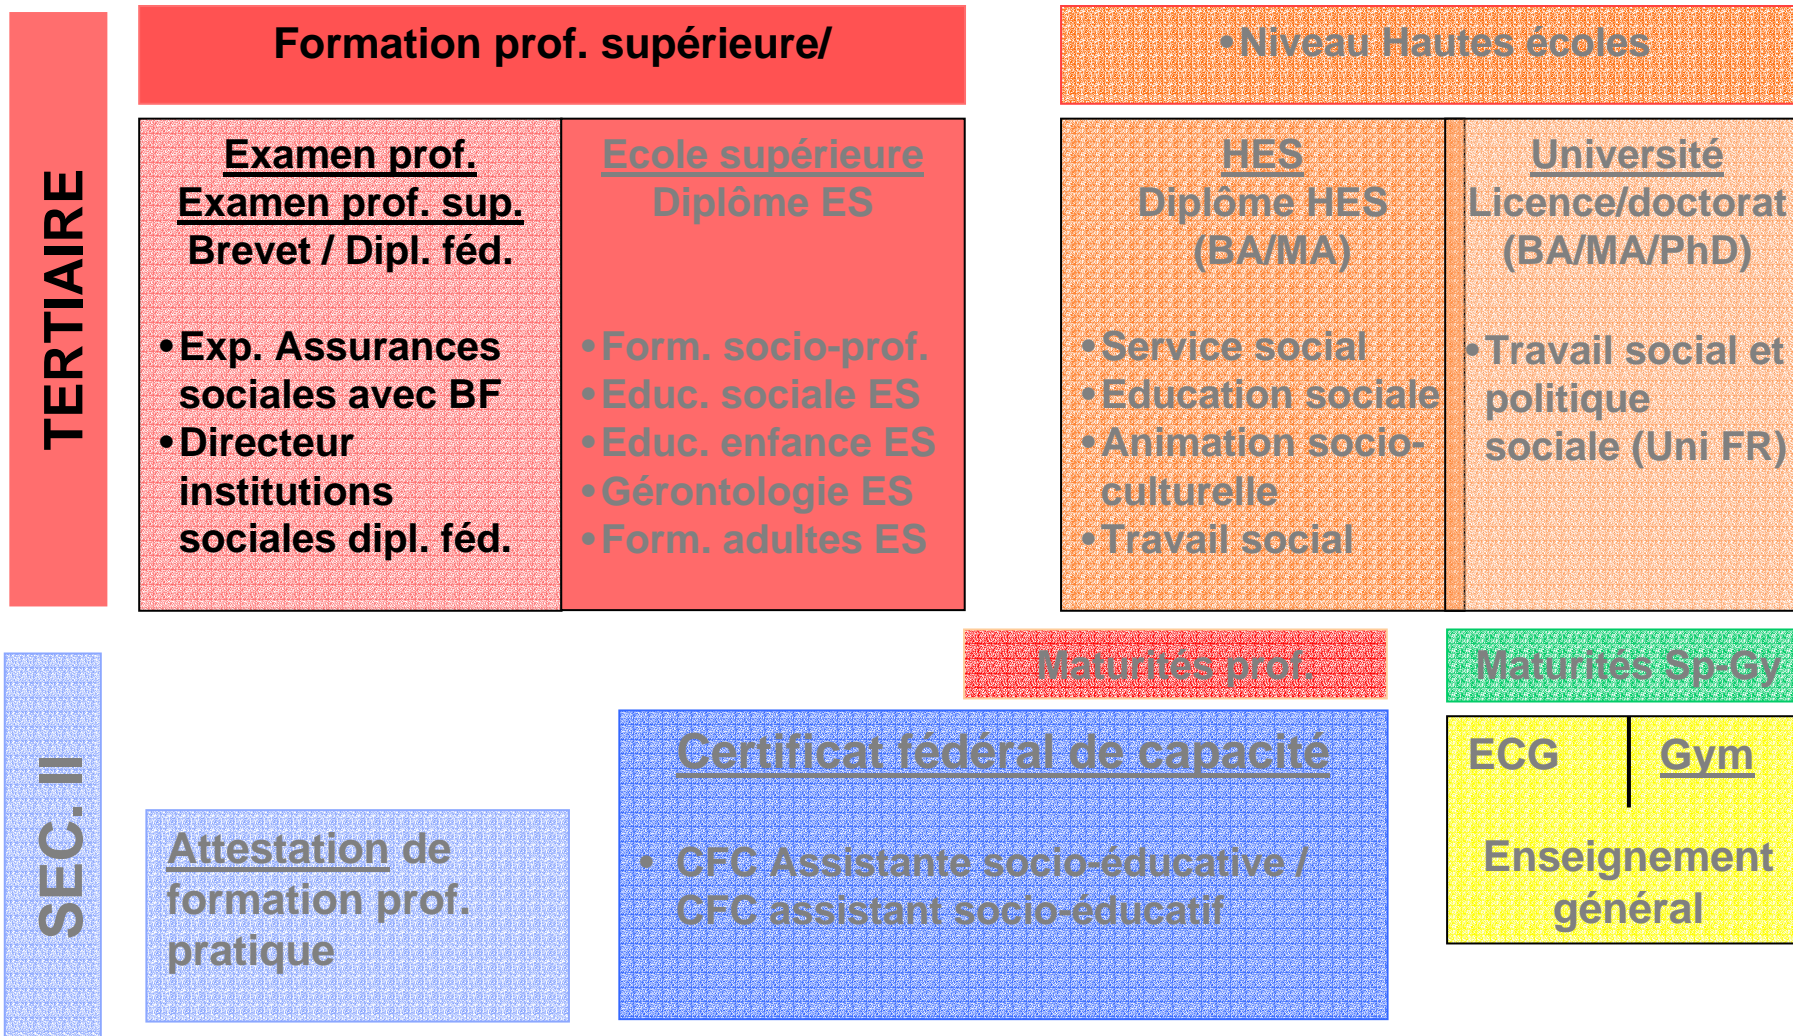 TERTIAIRE
Formation prof. supérieure/
•Niveau Hautes écoles
Examen prof.
Examen prof. sup.
Brevet / Dipl. féd.
•Exp. Assurances
sociales avec BF
•Directeur
institutions
sociales dipl. féd.
Ecole supérieure
Diplôme ES
•Form. socio-prof.
•Educ. sociale ES
•Educ. enfance ES
•Gérontologie ES
•Form. adultes ES
HES
Diplôme HES
(BA/MA)
•Service social
•Education sociale
•Animation socio-
culturelle
•Travail social
Université
Licence/doctorat
(BA/MA/PhD)
•Travail social et
politique
sociale (Uni FR)
SEC. II
Maturités prof.
Maturités Sp-Gy
Attestation de
formation prof.
pratique
Certificat fédéral de capacité
• CFC Assistante socio-éducative /
CFC assistant socio-éducatif
ECG
Gym
Enseignement
général